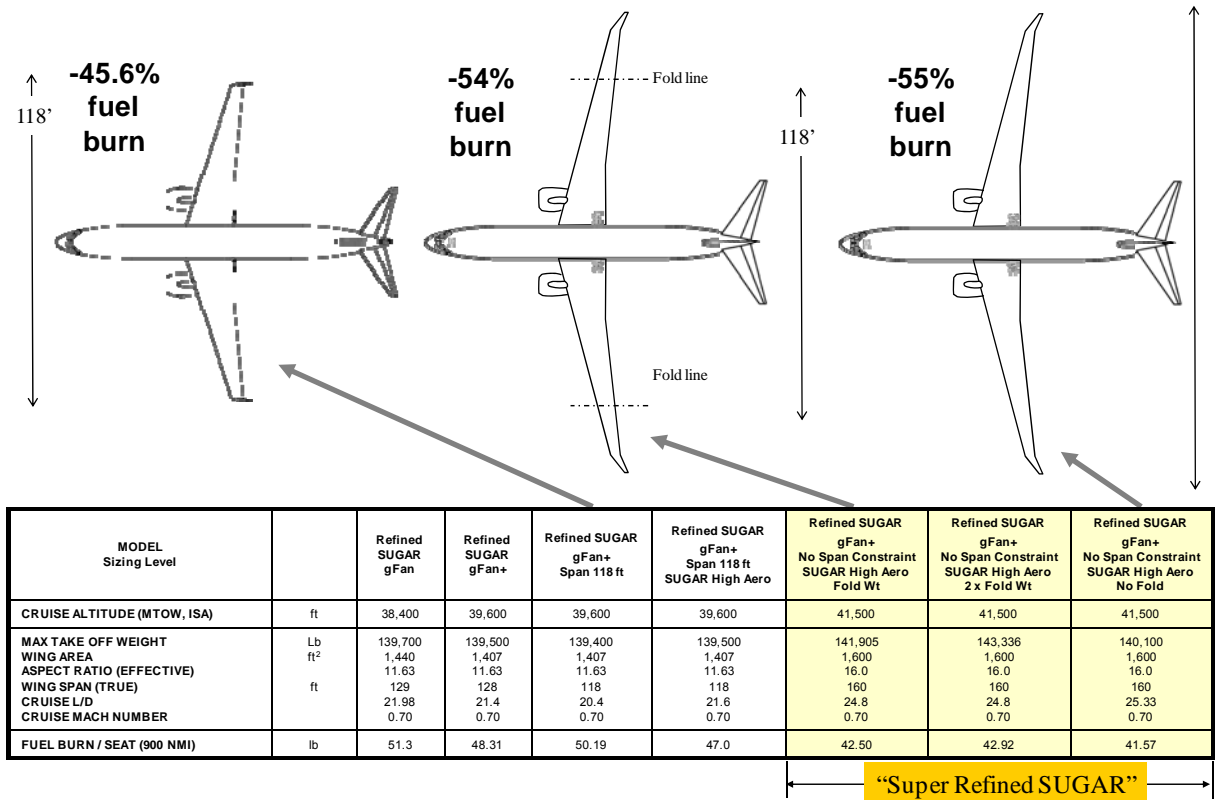 -45.6%
fuel
burn
118’
-54%
fuel
burn
Fold line
Fold line
118’
-55%
fuel
burn
MODEL
Sizing Level
Refined
SUGAR
gFan
Refined
SUGAR
gFan+
Refined SUGAR
gFan+
Span 118 ft
Refined SUGAR
gFan+
Span 118 ft
SUGAR High Aero
Refined SUGAR
gFan+
No Span Constraint
SUGAR High Aero
Fold Wt
Refined SUGAR
gFan+
No Span Constraint
SUGAR High Aero
2 x Fold Wt
Refined SUGAR
gFan+
No Span Constraint
SUGAR High Aero
No Fold
CRUISE ALTITUDE (MTOW, ISA) ft 38,400 39,600 39,600 39,600 41,500 41,500 41,500
MAX TAKE OFF WEIGHT Lb 139,700 139,500 139,400 139,500 141,905 143,336 140,100
WING AREA ft² 1,440 1,407 1,407 1,407 1,600 1,600 1,600
ASPECT RATIO (EFFECTIVE) 11.63 11.63 11.63 11.63 16.0 16.0 16.0
WING SPAN (TRUE) ft 129 128 118 118 160 160 160
CRUISE L/D 21.98 21.4 20.4 21.6 24.8 24.8 25.33
CRUISE MACH NUMBER 0.70 0.70 0.70 0.70 0.70 0.70 0.70
FUEL BURN / SEAT (900 NMI) lb 51.3 48.31 50.19 47.0 42.50 42.92 41.57
“Super Refined SUGAR”